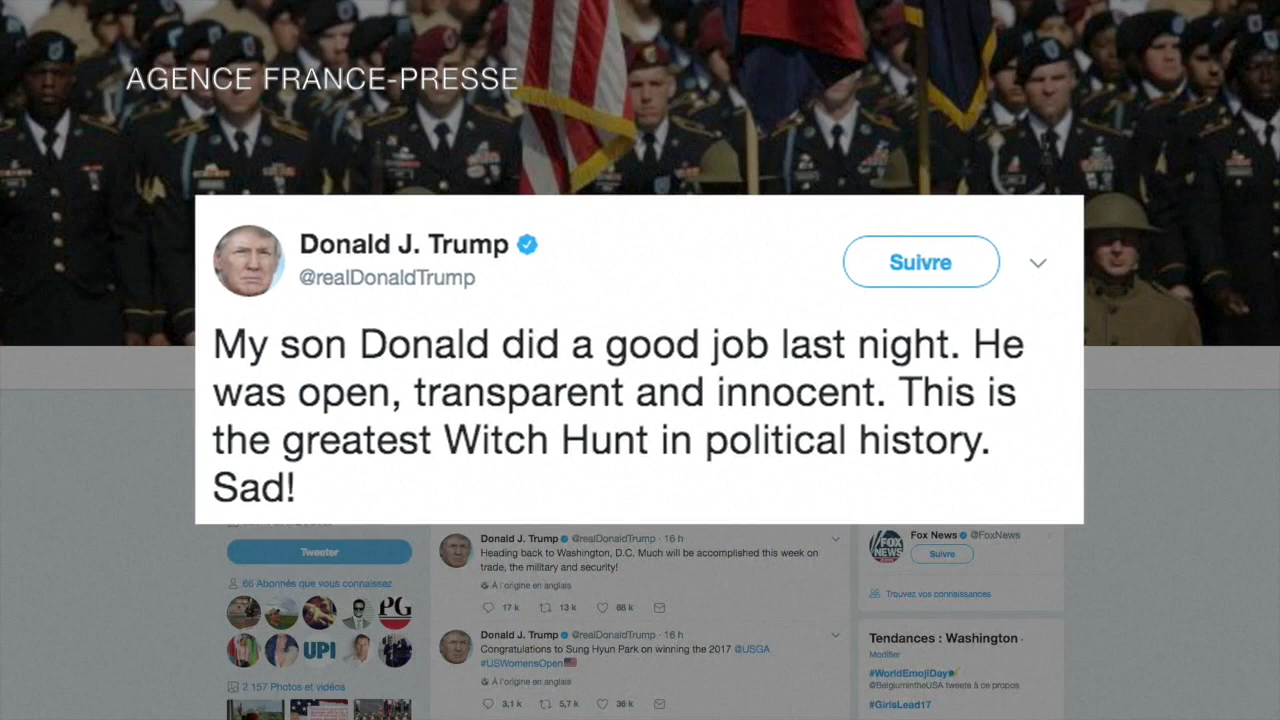 AGENCE FRANCE-PRESSE
Donald J. Trump
@realDonaldTrump
Suivre
My son Donald did a good job last night. He
was open, transparent and innocent. This is
the greatest Witch Hunt in political history.
Sad!
Tweeter
66 Abonnés que vous connaissez
PG
UPI
2 157 Photos et vidéos
Donald J. Trump @realDonaldTrump · 16 h
Heading back to Washington, D.C. Much will be accomplished this week on
trade, the military and security!
À l'origine en anglais
17 k 13 k 68 k
Donald J. Trump @realDonaldTrump · 16 h
Congratulations to Sung Hyun Park on winning the 2017 @USGA
#USWomensOpen
À l'origine en anglais
3,1 k 5,7 k 36 k
FOX
NEWS
Fox News @FoxNews
Suivre
Trouvez vos connaissances
Tendances : Washington ·
Modifier
#WorldEmojiDay
@BelgiumintheUSA tweete à ce propos
#GirlsLead17